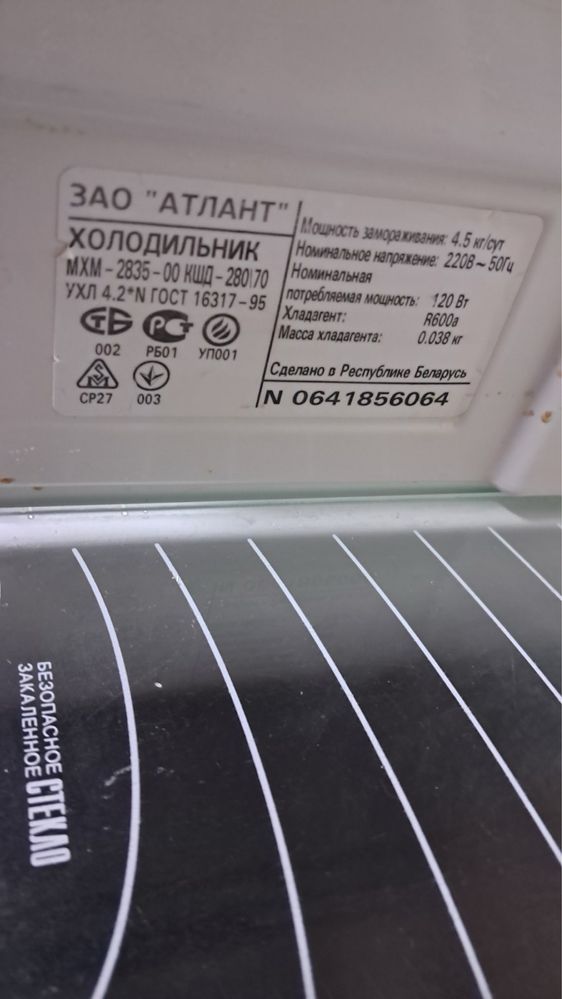 ЗАО "АТЛАНТ"
ХОЛОДИЛЬНИК
МХМ - 2835 - 00 КШД - 280\70
УХЛ 4.2*N ГОСТ 16317 - 95
002 РБ01 УП001
СР27 003
Мощность замораживания: 4.5 кг/сут
Номинальное напряжение: 220В ~ 50Гц
Номинальная
потребляемая мощность: 120 Вт
Хладагент: R600a
Масса хладагента: 0.038 кг
Сделано в Республике Беларусь
N 0641856064
БЕЗОПАСНОЕ
ЗАКАЛЕННОЕ СТЕКЛО